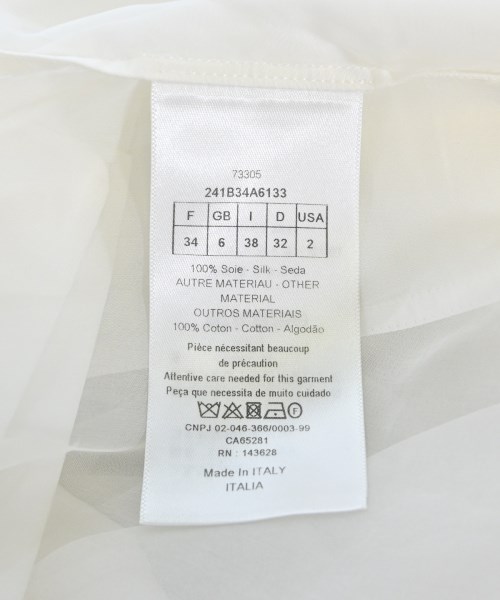 73305
241B34A6133
F GB I D USA
34 6 38 32 2
100% Soie - Silk - Seda
AUTRE MATERIAU - OTHER
MATERIAL
OUTROS MATERIAIS
100% Coton - Cotton - Algodão
Pièce nécessitant beaucoup
de précaution
Attentive care needed for this garment
Peça que necessita de muito cuidado
F
CNPJ 02-046-366/0003-99
CA65281
RN : 143628
Made In ITALY
ITALIA